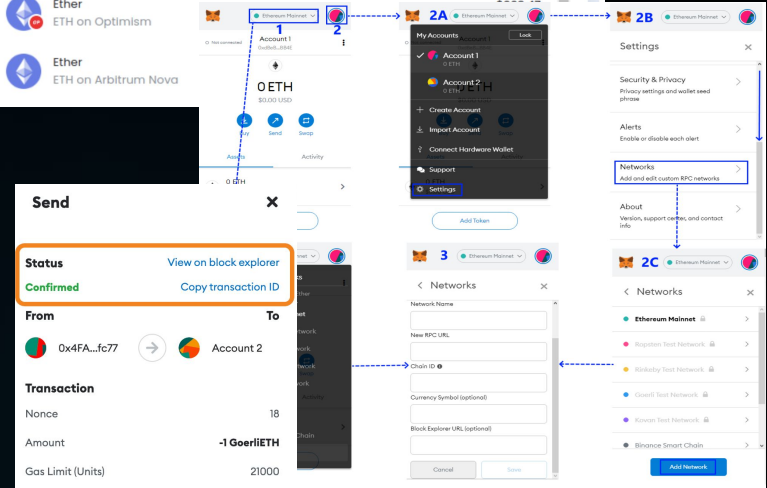 Ether
ETH on Optimism
OP
Ether
ETH on Arbitrum Nova
Ethereum Mainnet
1
2
Not connected
Account 1
0 ETH
$0.00 USD
Buy
Send
Swap
Assets
Activity
0 ETH
2A
Ethereum Mainnet
My Accounts
Lock
Account 1
0 ETH
Account 2
0 ETH
Create Account
Import Account
Connect Hardware Wallet
Support
Settings
Add Token
2B
Ethereum Mainnet
Settings
Security & Privacy
Privacy settings and wallet seed
phrase
Alerts
Enable or disable each alert
Networks
Add and edit custom RPC networks
About
Version, support center, and contact
info
Send
Status
View on block explorer
Confirmed
Copy transaction ID
From
To
0x4FA...fc77
Account 2
Transaction
Nonce
18
Amount
-1 GoerliETH
Gas Limit (Units)
21000
3
Ethereum Mainnet
Networks
Network Name
New RPC URL
Chain ID
Currency Symbol (optional)
Block Explorer URL (optional)
Cancel
Save
2C
Ethereum Mainnet
Networks
Ethereum Mainnet
Ropsten Test Network
Rinkeby Test Network
Goerli Test Network
Kovan Test Network
Binance Smart Chain
Add Network